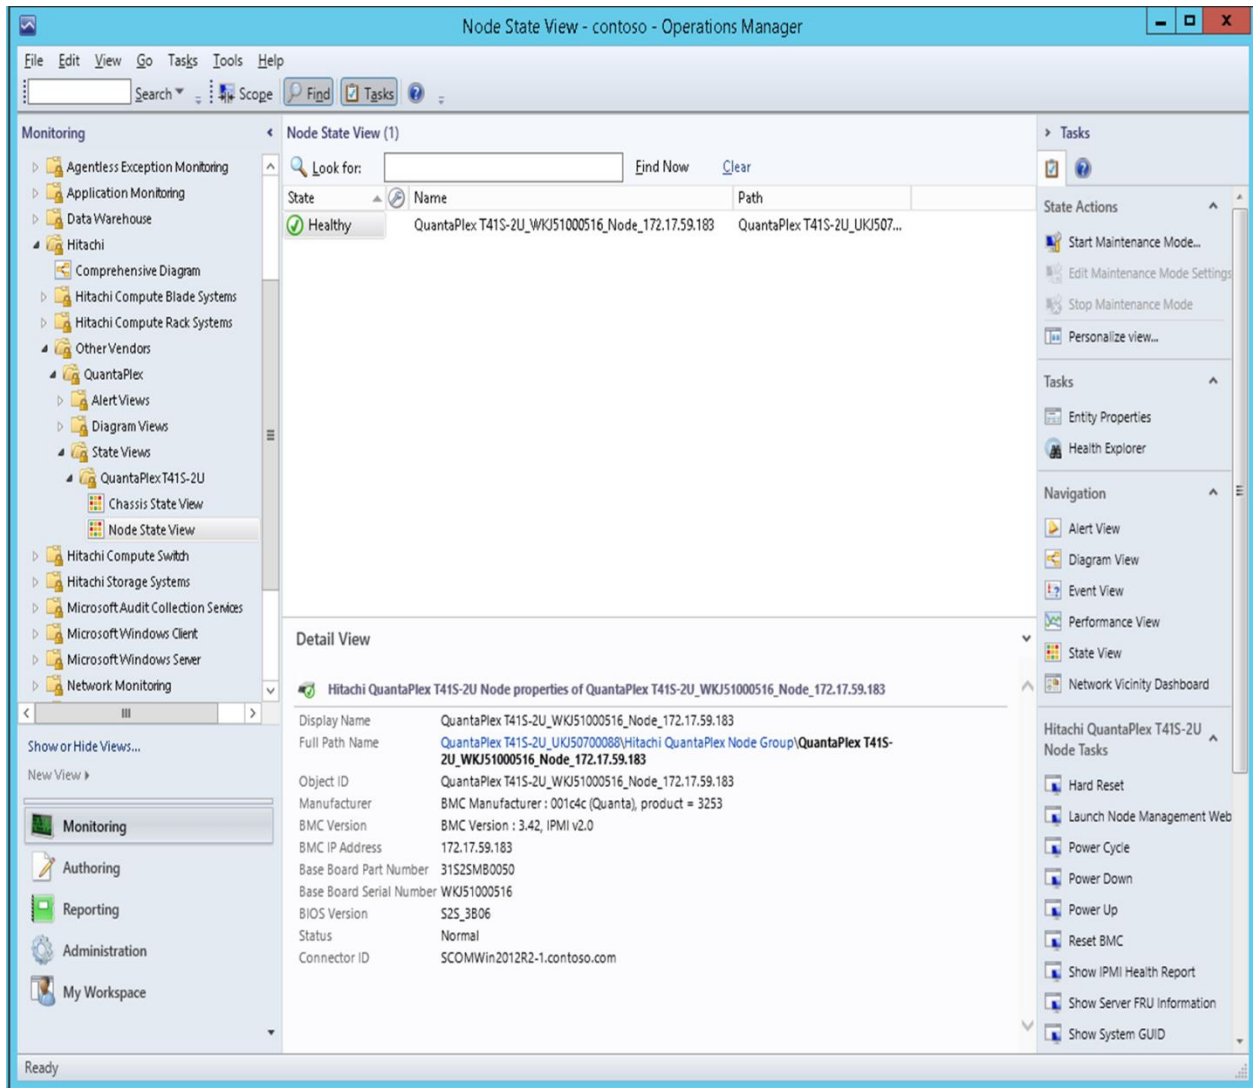 Node State View - contoso - Operations Manager
File Edit View Go Tasks Tools Help
Search Scope Find Tasks
Monitoring
Agentless Exception Monitoring
Application Monitoring
Data Warehouse
Hitachi
Comprehensive Diagram
Hitachi Compute Blade Systems
Hitachi Compute Rack Systems
Other Vendors
QuantaPlex
Alert Views
Diagram Views
State Views
QuantaPlex T41S-2U
Chassis State View
Node State View
Hitachi Compute Switch
Hitachi Storage Systems
Microsoft Audit Collection Services
Microsoft Windows Client
Microsoft Windows Server
Network Monitoring
Show or Hide Views...
New View
Monitoring
Authoring
Reporting
Administration
My Workspace
Node State View (1)
Look for: Find Now Clear
State Name Path
Healthy QuantaPlex T41S-2U_WKJ51000516_Node_172.17.59.183 QuantaPlex T41S-2U_UKJ507...
Detail View
Hitachi QuantaPlex T41S-2U Node properties of QuantaPlex T41S-2U_WKJ51000516_Node_172.17.59.183
Display Name QuantaPlex T41S-2U_WKJ51000516_Node_172.17.59.183
Full Path Name QuantaPlex T41S-2U_UKJ50700088\Hitachi QuantaPlex Node Group\QuantaPlex T41S-
2U_WKJ51000516_Node_172.17.59.183
Object ID QuantaPlex T41S-2U_WKJ51000516_Node_172.17.59.183
Manufacturer BMC Manufacturer : 001c4c (Quanta), product = 3253
BMC Version BMC Version : 3.42, IPMI v2.0
BMC IP Address 172.17.59.183
Base Board Part Number 31S2SMB0050
Base Board Serial Number WKJ51000516
BIOS Version S2S_3B06
Status Normal
Connector ID SCOMWin2012R2-1.contoso.com
Tasks
State Actions
Start Maintenance Mode...
Edit Maintenance Mode Settings
Stop Maintenance Mode
Personalize view...
Tasks
Entity Properties
Health Explorer
Navigation
Alert View
Diagram View
Event View
Performance View
State View
Network Vicinity Dashboard
Hitachi QuantaPlex T41S-2U
Node Tasks
Hard Reset
Launch Node Management Web
Power Cycle
Power Down
Power Up
Reset BMC
Show IPMI Health Report
Show Server FRU Information
Show System GUID
Ready